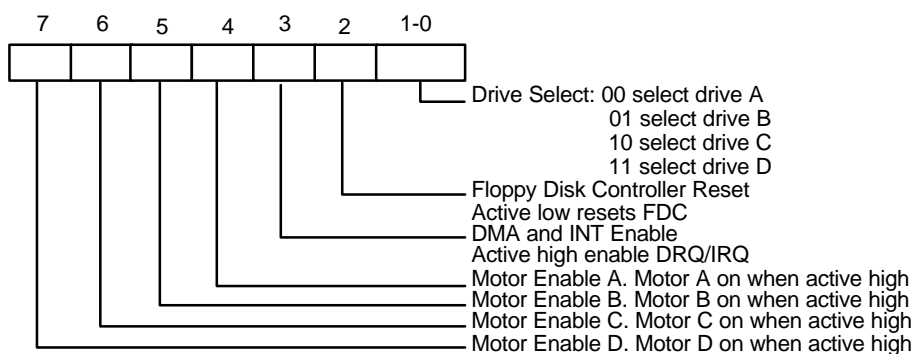 7 6 5 4 3 2 1-0
Drive Select: 00 select drive A
01 select drive B
10 select drive C
11 select drive D
Floppy Disk Controller Reset
Active low resets FDC
DMA and INT Enable
Active high enable DRQ/IRQ
Motor Enable A. Motor A on when active high
Motor Enable B. Motor B on when active high
Motor Enable C. Motor C on when active high
Motor Enable D. Motor D on when active high